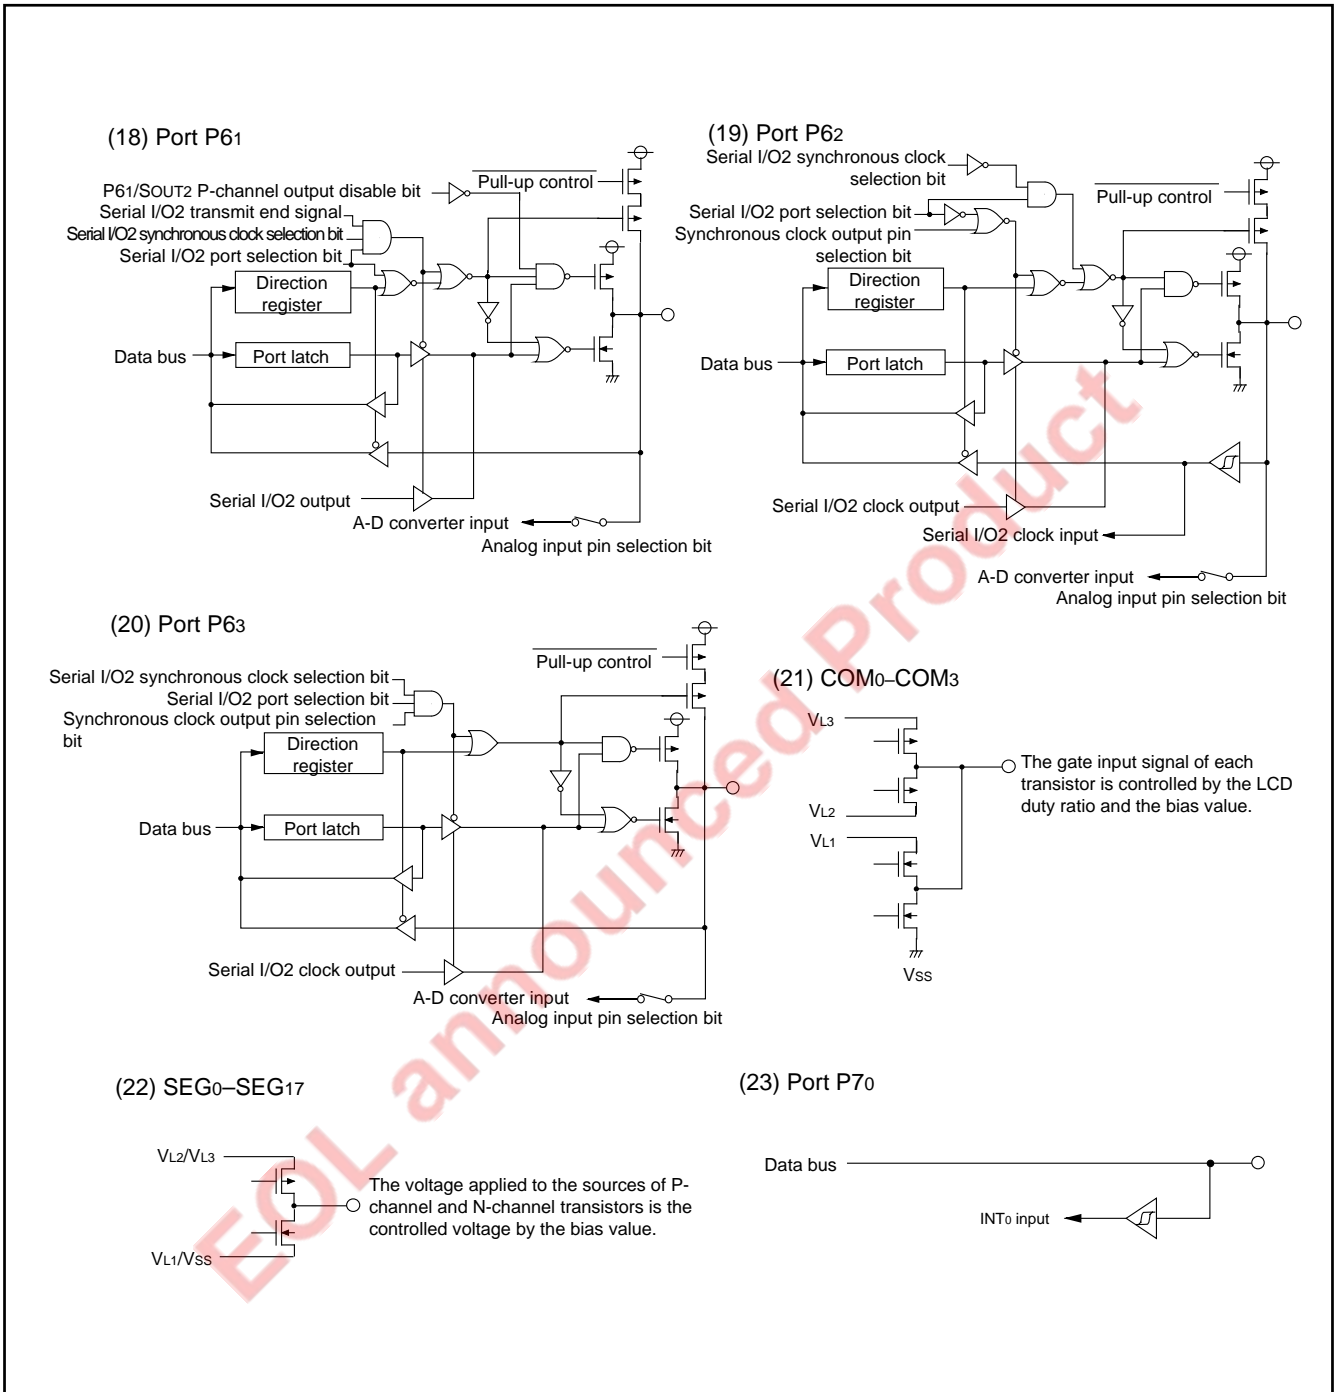 (18) Port P61
P61/SOUT2 P-channel output disable bit
Pull-up control
Serial I/O2 transmit end signal
Serial I/O2 synchronous clock selection bit
Serial I/O2 port selection bit
Direction
register
Data bus
Port latch
Serial I/O2 output
A-D converter input
Analog input pin selection bit
(19) Port P62
Serial I/O2 synchronous clock
selection bit
Pull-up control
Serial I/O2 port selection bit
Synchronous clock output pin
selection bit
Direction
register
Data bus
Port latch
Serial I/O2 clock output
Serial I/O2 clock input
A-D converter input
Analog input pin selection bit
(20) Port P63
Pull-up control
Serial I/O2 synchronous clock selection bit
Serial I/O2 port selection bit
Synchronous clock output pin selection
bit
Direction
register
Data bus
Port latch
Serial I/O2 clock output
A-D converter input
Analog input pin selection bit
(21) COM0–COM3
VL3
VL2
VL1
VSS
The gate input signal of each
transistor is controlled by the LCD
duty ratio and the bias value.
(22) SEG0–SEG17
VL2/VL3
VL1/VSS
The voltage applied to the sources of P-
channel and N-channel transistors is the
controlled voltage by the bias value.
(23) Port P70
Data bus
INT0 input
EOL announced Product